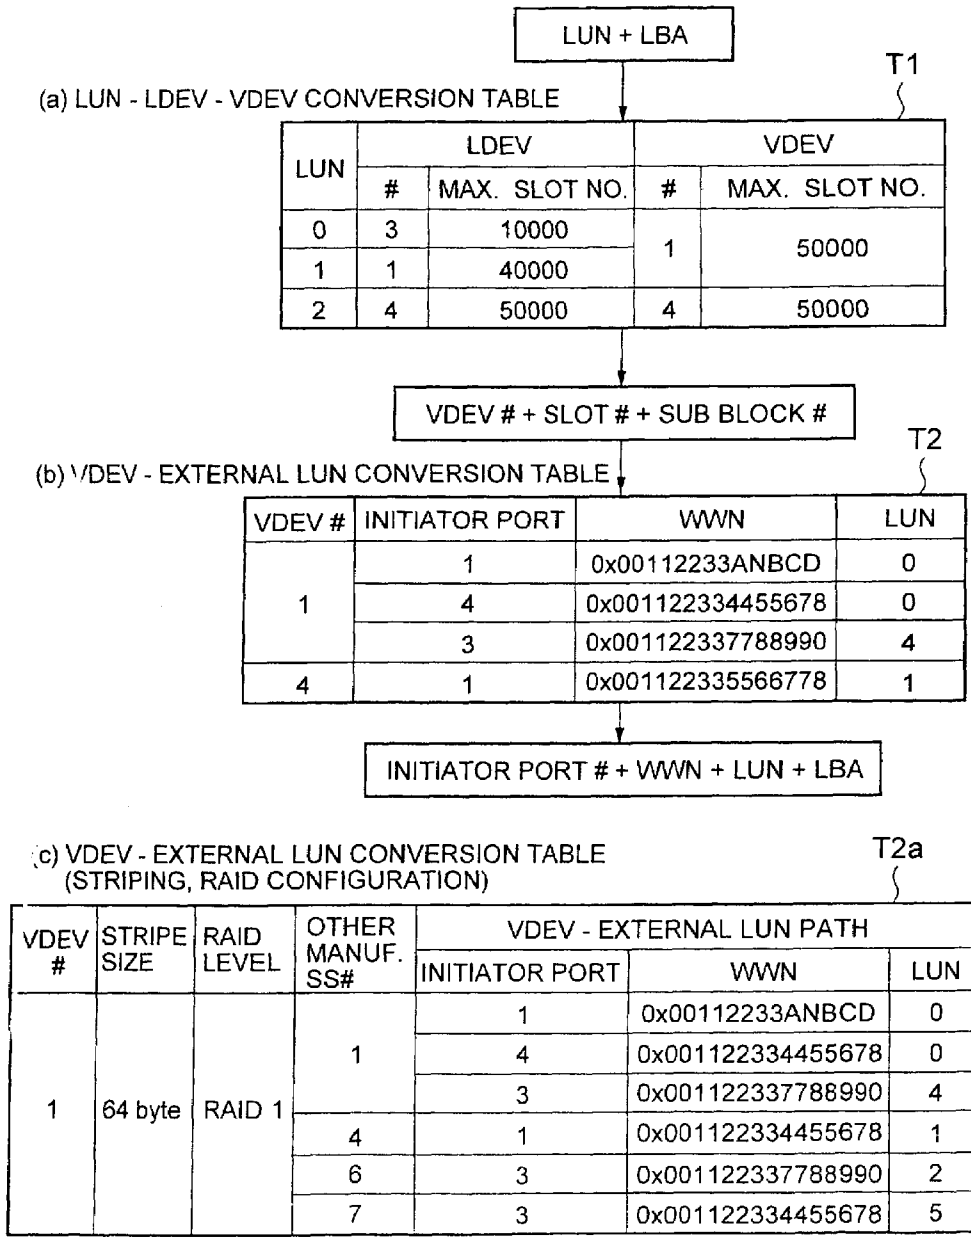 LUN + LBA
T1
(a) LUN - LDEV - VDEV CONVERSION TABLE
LUN LDEV VDEV
# MAX. SLOT NO. # MAX. SLOT NO.
0 3 10000 1 50000
1 1 40000
2 4 50000 4 50000
VDEV # + SLOT # + SUB BLOCK #
T2
(b) VDEV - EXTERNAL LUN CONVERSION TABLE
VDEV # INITIATOR PORT WWN LUN
1 1 0x00112233ANBCD 0
4 0x001122334455678 0
3 0x001122337788990 4
4 1 0x001122335566778 1
INITIATOR PORT # + WWN + LUN + LBA
(c) VDEV - EXTERNAL LUN CONVERSION TABLE
(STRIPING, RAID CONFIGURATION)
T2a
VDEV # STRIPE SIZE RAID LEVEL OTHER MANUF. SS# VDEV - EXTERNAL LUN PATH
INITIATOR PORT WWN LUN
1 64 byte RAID 1 1 1 0x00112233ANBCD 0
4 0x001122334455678 0
3 0x001122337788990 4
4 1 0x001122334455678 1
6 3 0x001122337788990 2
7 3 0x001122334455678 5